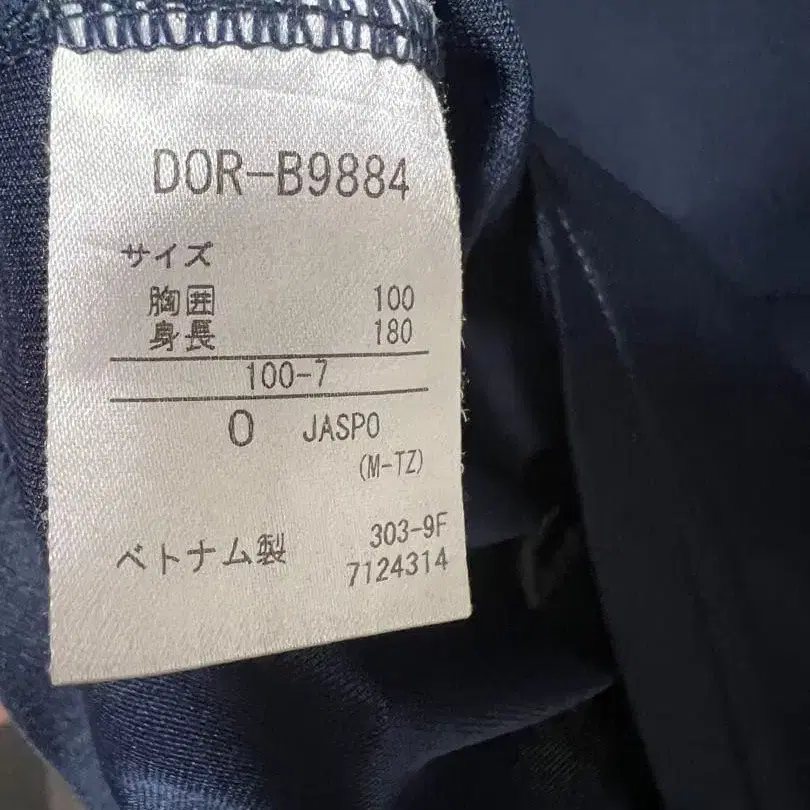 DOR-B9884
サイズ
胸囲 100
身長 180
100-7
O JASPO
(M-TZ)
ベトナム製 303-9F
7124314